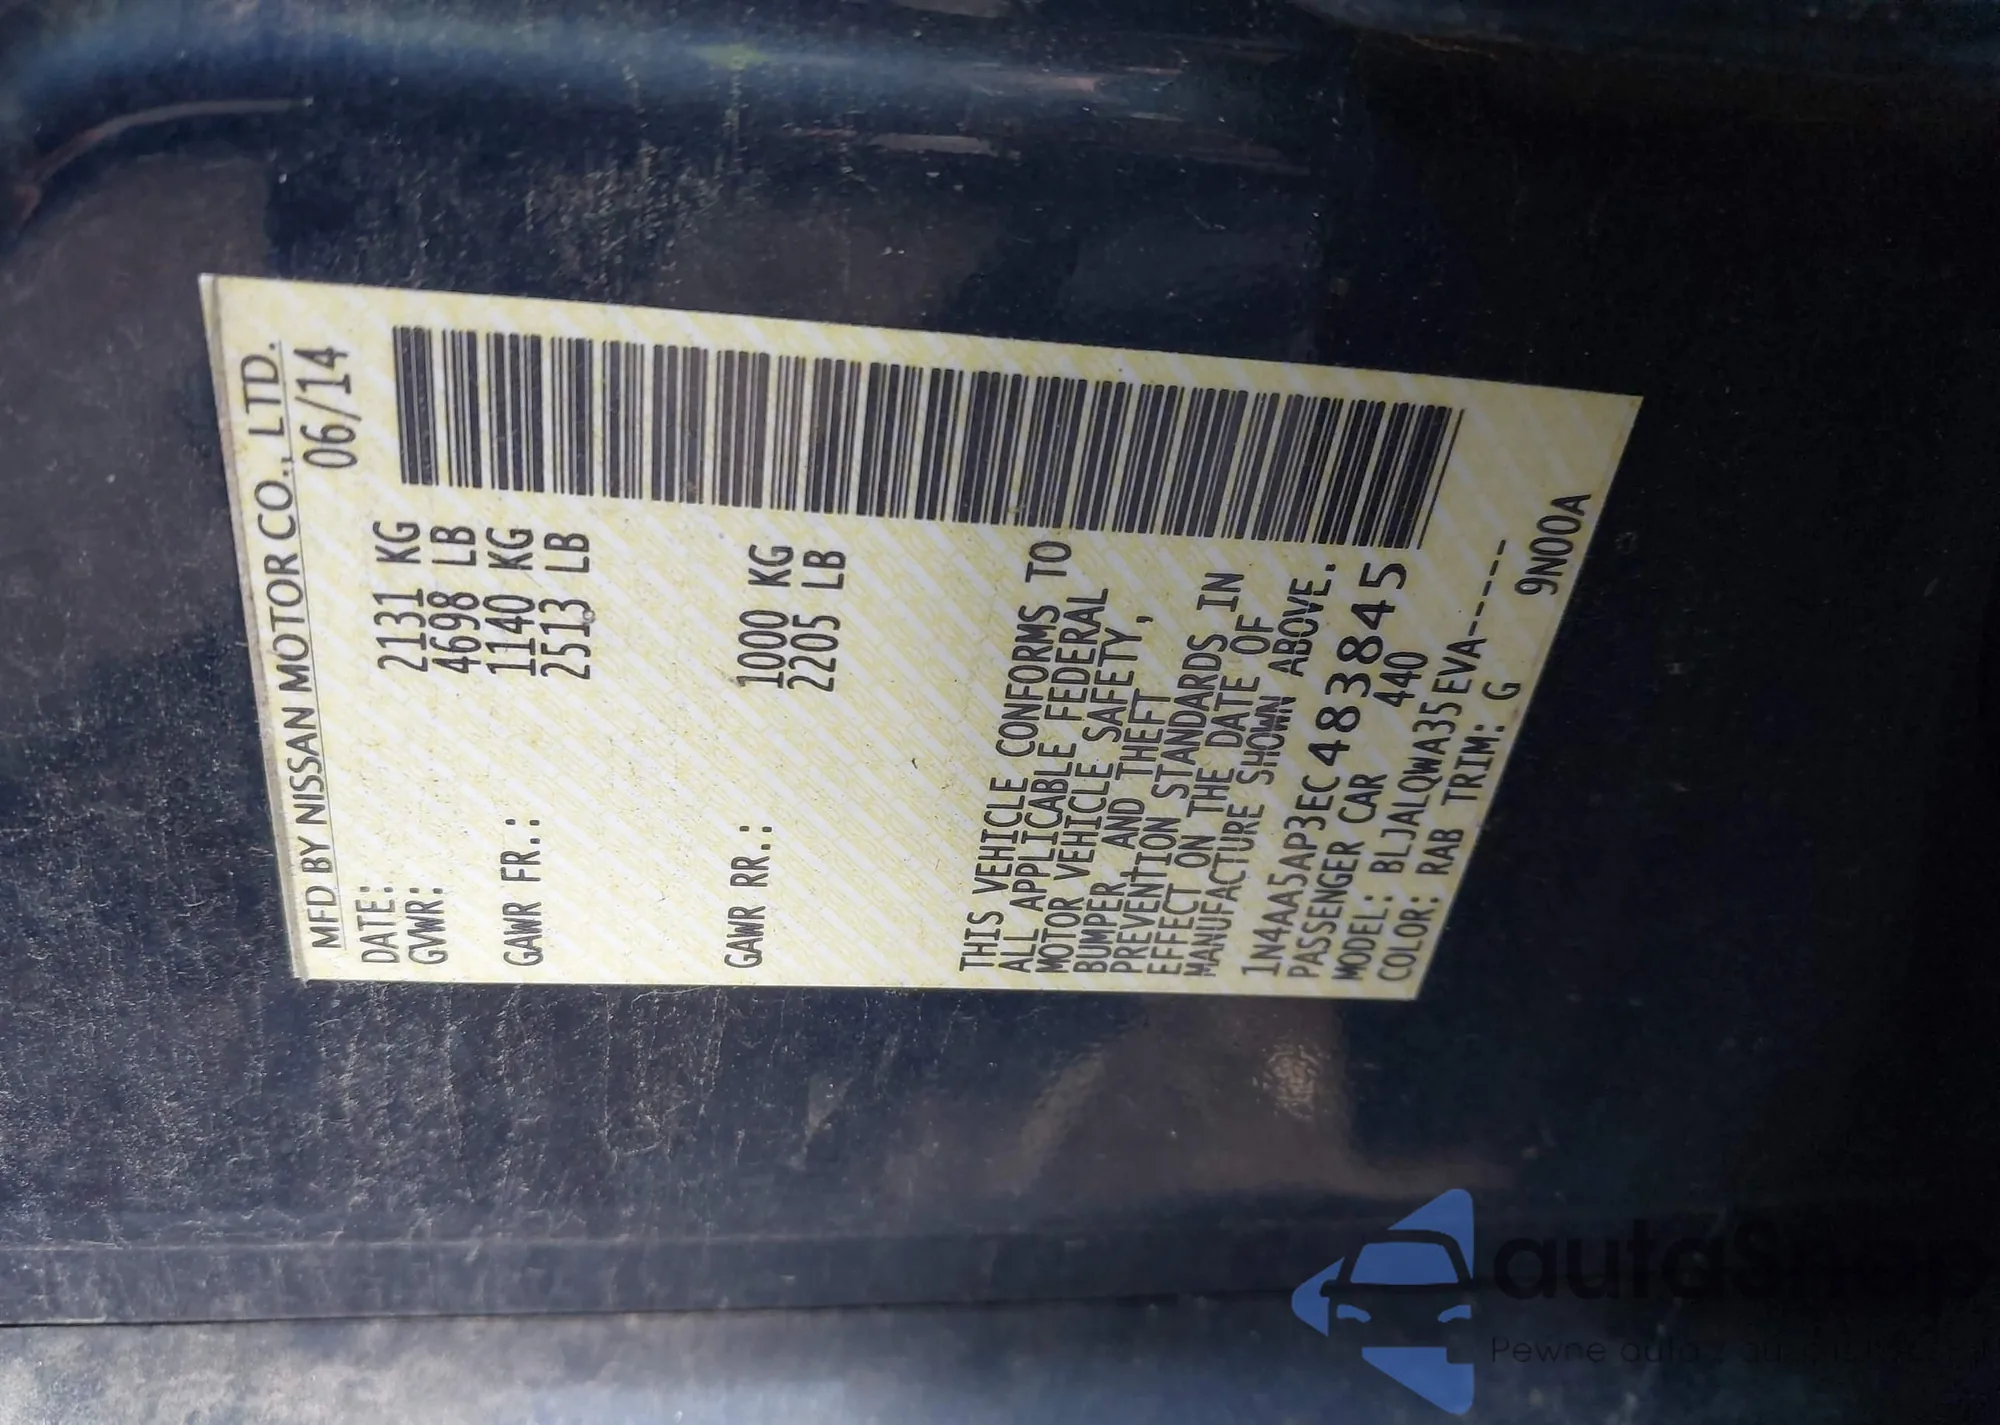 MFD BY NISSAN MOTOR CO., LTD.
DATE: 06/14
GVWR: 2131 KG
4698 LB
GAWR FR.: 1140 KG
2513 LB
GAWR RR.: 1000 KG
2205 LB
THIS VEHICLE CONFORMS TO
ALL APPLICABLE FEDERAL
MOTOR VEHICLE SAFETY,
BUMPER, AND THEFT
PREVENTION STANDARDS IN
EFFECT ON THE DATE OF
MANUFACTURE SHOWN ABOVE.
1N4AA5AP3EC483845
PASSENGER CAR 440
MODEL: BLJALQWA35EVA-----
COLOR: RAB TRIM: G 9N00A
autaShop
Pewne auta z